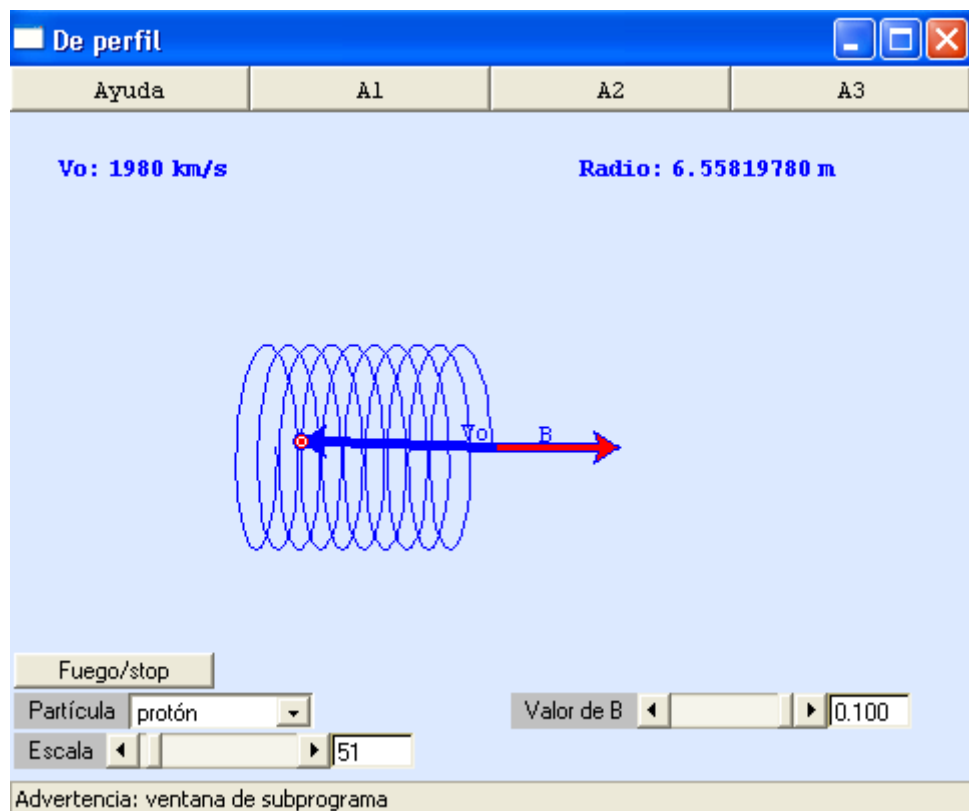 De perfil
Ayuda A1 A2 A3
Vo: 1980 km/s Radio: 6.55819780 m
Vo B
Fuego/stop
Partícula protón Valor de B 0.100
Escala 51
Advertencia: ventana de subprograma